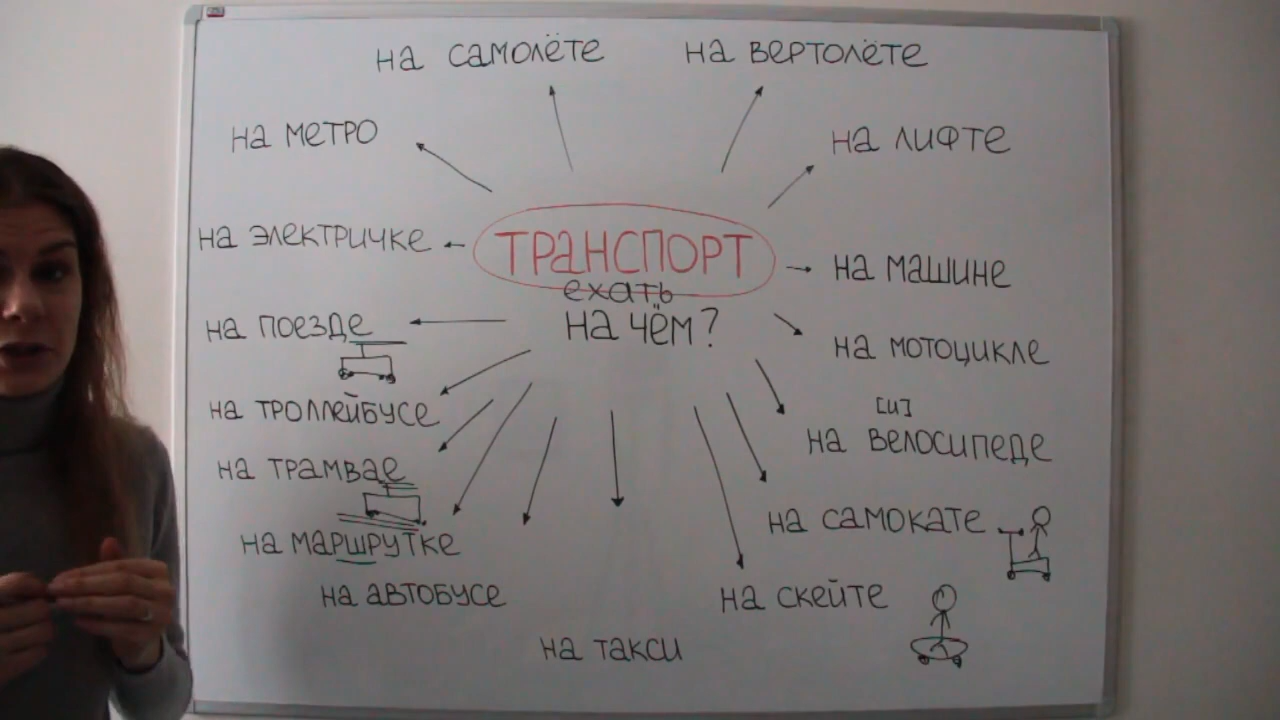 на самолёте
на вертолёте
на метро
на лифте
на электричке
ТРАНСПОРТ
на машине
ехать
на чём?
на поезде
на мотоцикле
на троллейбусе
[и]
на велосипеде
на трамвае
на самокате
на маршрутке
на автобусе
на скейте
на такси